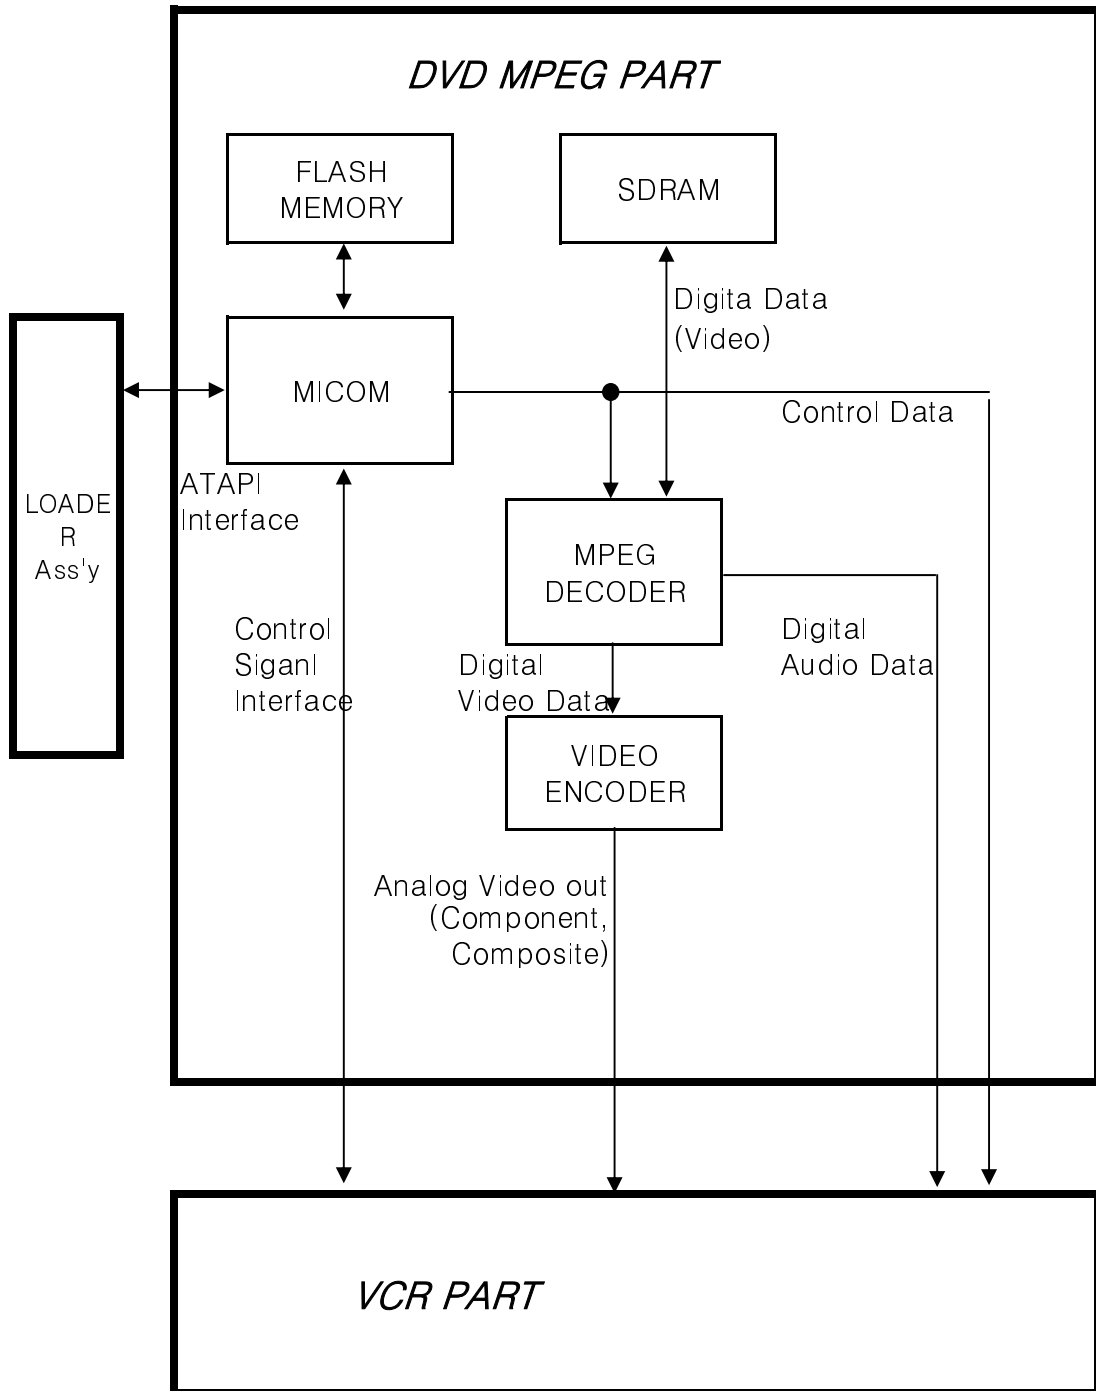 DVD MPEG PART
FLASH
MEMORY
SDRAM
Digita Data
(Video)
MICOM
Control Data
LOADE
R
Ass'y
ATAPI
Interface
MPEG
DECODER
Control
Siganl
Interface
Digital
Video Data
Digital
Audio Data
VIDEO
ENCODER
Analog Video out
(Component,
Composite)
VCR PART